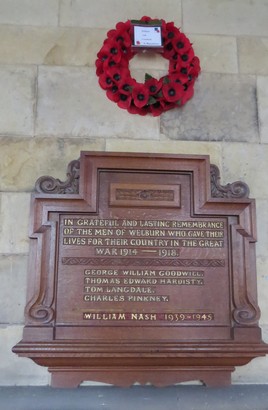 IN GRATEFUL AND LASTING REMEMBRANCE
OF THE MEN OF WELBURN WHO GAVE THEIR
LIVES FOR THEIR COUNTRY IN THE GREAT
WAR 1914 — 1918.
GEORGE WILLIAM GOODWILL.
THOMAS EDWARD HARDISTY.
TOM LANGDALE.
CHARLES PINKNEY.
WILLIAM NASH 1939-1945